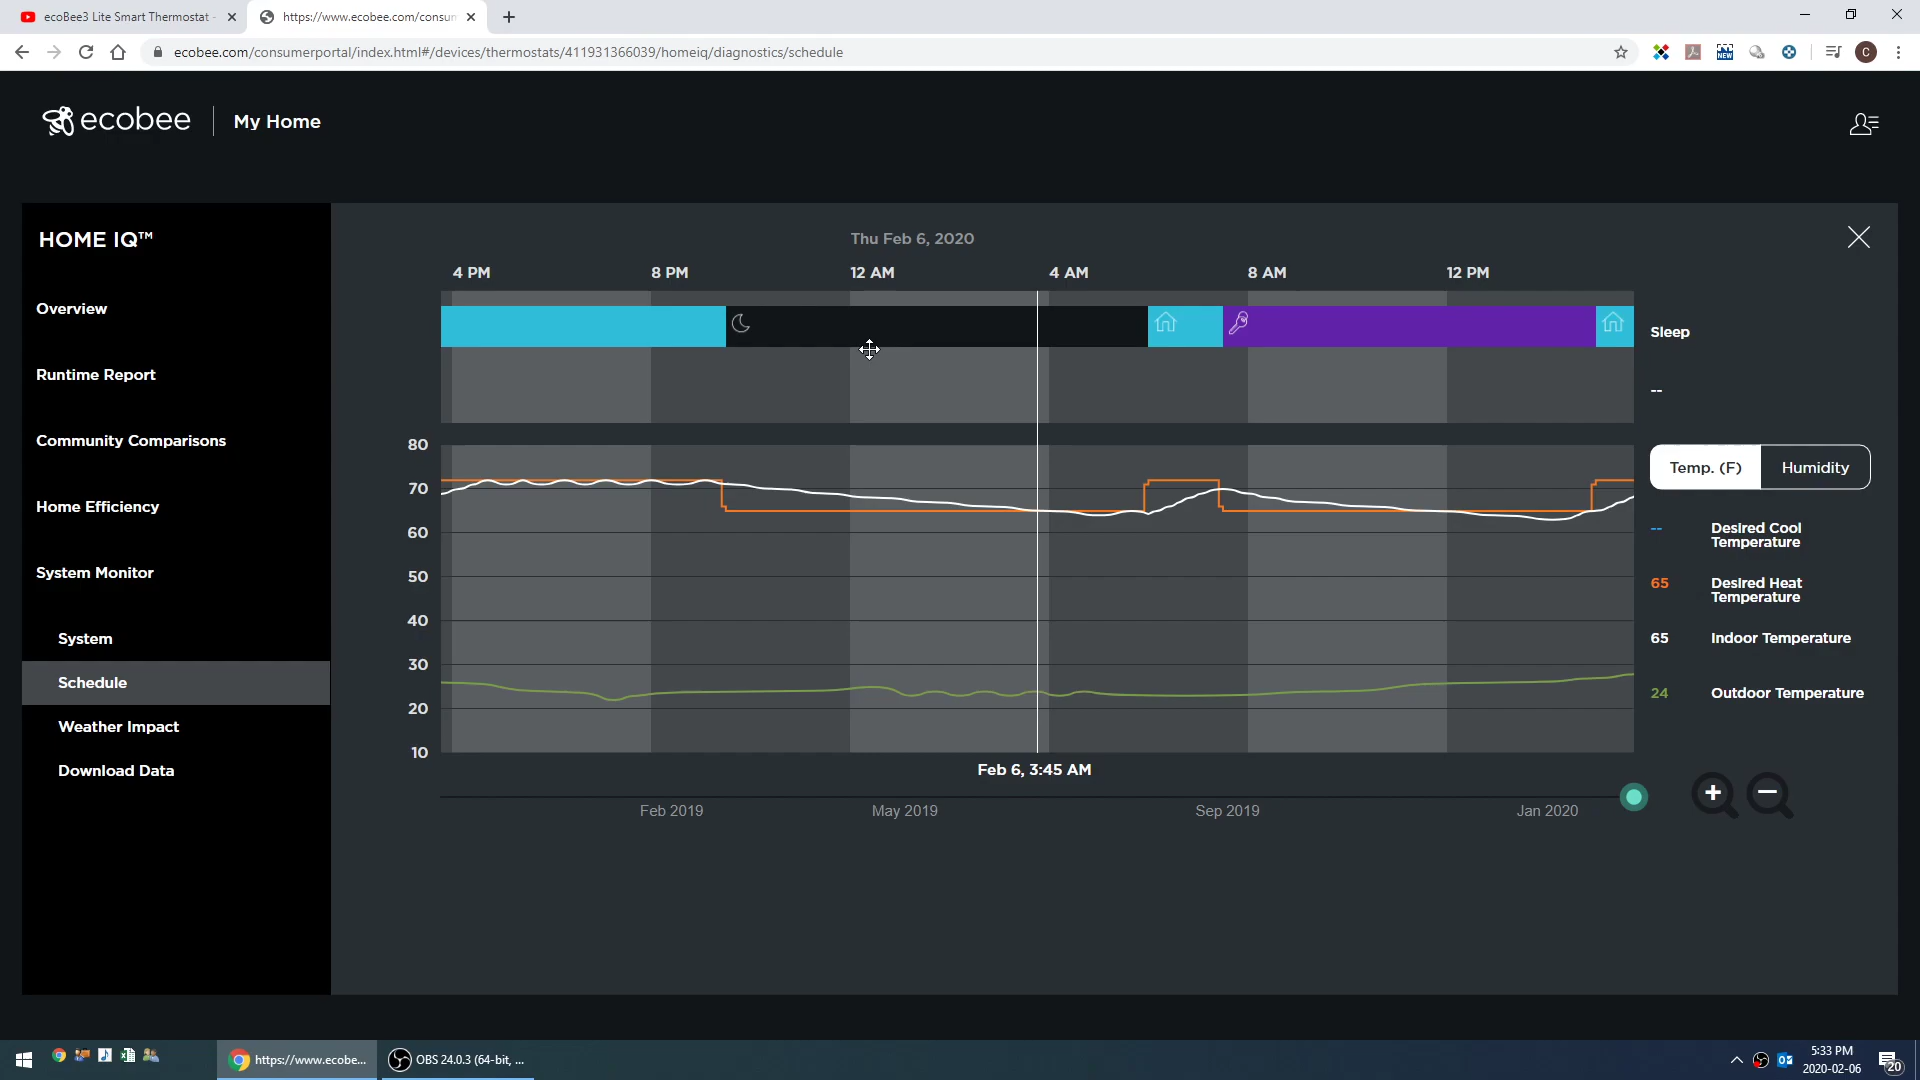 ecoBee3 Lite Smart Thermostat -
https://www.ecobee.com/consum
ecobee.com/consumerportal/index.html#/devices/thermostats/411931366039/homeiq/diagnostics/schedule
NEW
C
ecobee
My Home
HOME IQ™
Overview
Runtime Report
Community Comparisons
Home Efficiency
System Monitor
System
Schedule
Weather Impact
Download Data
Thu Feb 6, 2020
4 PM 8 PM 12 AM 4 AM 8 AM 12 PM
Sleep
--
80
70
60
50
40
30
20
10
Temp. (F) Humidity
-- Desired Cool
Temperature
65 Desired Heat
Temperature
65 Indoor Temperature
24 Outdoor Temperature
Feb 6, 3:45 AM
Feb 2019 May 2019 Sep 2019 Jan 2020
https://www.ecobe...
OBS 24.0.3 (64-bit, ...
5:33 PM
2020-02-06
20